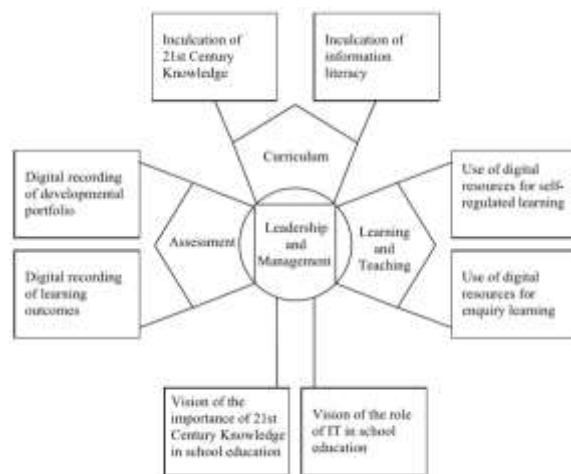 Inculcation of
21st Century
Knowledge
Inculcation of
information
literacy
Curriculum
Digital recording
of developmental
portfolio
Use of digital
resources for self-
regulated learning
Assessment
Leadership
and
Management
Learning
and
Teaching
Digital recording
of learning
outcomes
Use of digital
resources for
enquiry learning
Vision of the
importance of 21st
Century Knowledge
in school education
Vision of the role
of IT in school
education